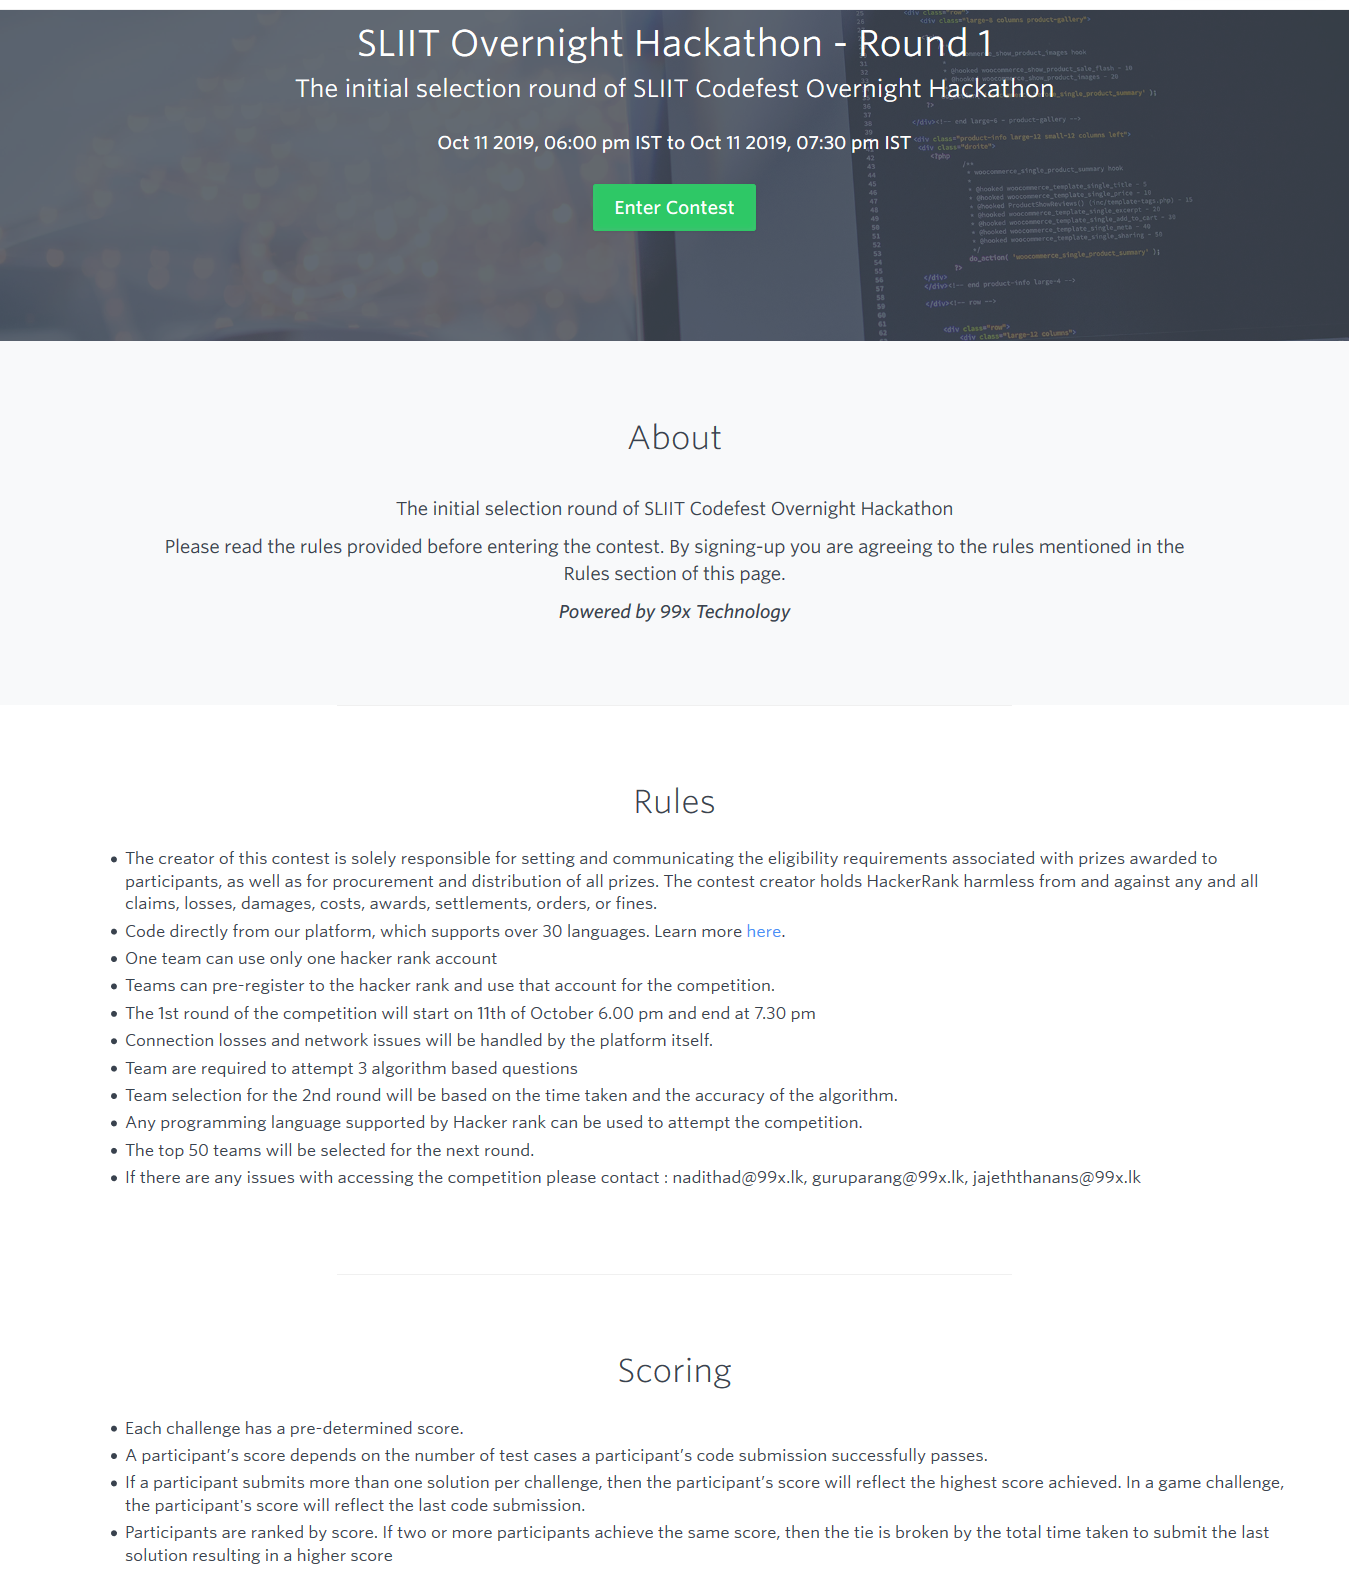 SLIIT Overnight Hackathon - Round 1
The initial selection round of SLIIT Codefest Overnight Hackathon
Oct 11 2019, 06:00 pm IST to Oct 11 2019, 07:30 pm IST
Enter Contest
About
The initial selection round of SLIIT Codefest Overnight Hackathon
Please read the rules provided before entering the contest. By signing-up you are agreeing to the rules mentioned in the
Rules section of this page.
Powered by 99x Technology
Rules
• The creator of this contest is solely responsible for setting and communicating the eligibility requirements associated with prizes awarded to
participants, as well as for procurement and distribution of all prizes. The contest creator holds HackerRank harmless from and against any and all
claims, losses, damages, costs, awards, settlements, orders, or fines.
• Code directly from our platform, which supports over 30 languages. Learn more here.
• One team can use only one hacker rank account
• Teams can pre-register to the hacker rank and use that account for the competition.
• The 1st round of the competition will start on 11th of October 6.00 pm and end at 7.30 pm
• Connection losses and network issues will be handled by the platform itself.
• Team are required to attempt 3 algorithm based questions
• Team selection for the 2nd round will be based on the time taken and the accuracy of the algorithm.
• Any programming language supported by Hacker rank can be used to attempt the competition.
• The top 50 teams will be selected for the next round.
• If there are any issues with accessing the competition please contact : nadithad@99x.lk, guruparang@99x.lk, jajeththanans@99x.lk
Scoring
• Each challenge has a pre-determined score.
• A participant’s score depends on the number of test cases a participant’s code submission successfully passes.
• If a participant submits more than one solution per challenge, then the participant’s score will reflect the highest score achieved. In a game challenge,
the participant's score will reflect the last code submission.
• Participants are ranked by score. If two or more participants achieve the same score, then the tie is broken by the total time taken to submit the last
solution resulting in a higher score